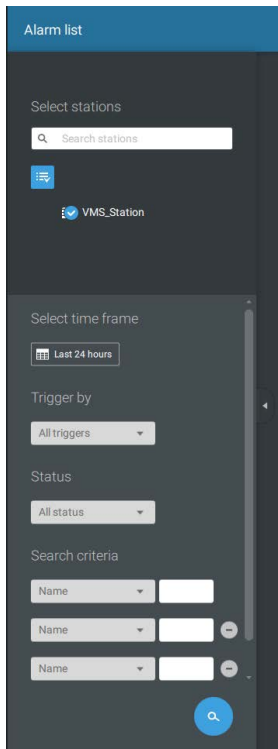 Alarm list
Select stations
Search stations
VMS_Station
Select time frame
Last 24 hours
Trigger by
All triggers
Status
All status
Search criteria
Name
Name
Name